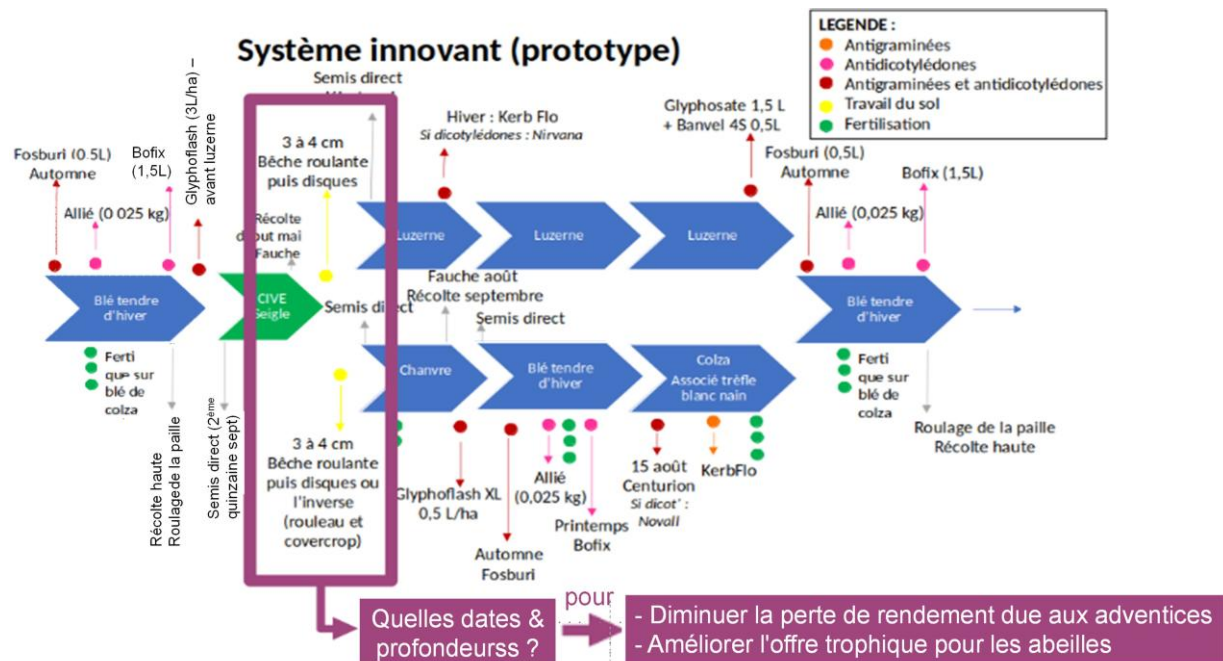 Système innovant (prototype)
LEGENDE :
Antigraminées
Antidicotylédones
Antigraminées et antidicotylédones
Travail du sol
Fertilisation
Fosburi (0.5L)
Automne
Allié (0 025 kg)
Bofix
(1,5L)
Glyphoflash (3L/ha) –
avant luzerne
Semis direct
3 à 4 cm
Bêche roulante
puis disques
Récolte
début mai
Fauche
Hiver : Kerb Flo
Si dicotylédones : Nirvana
Glyphosate 1,5 L
+ Banvel 4S 0,5L
Fosburi (0,5L)
Automne
Allié (0,025 kg)
Bofix (1,5L)
Luzerne
Luzerne
Luzerne
Blé tendre
d'hiver
CIVE
Seigle
Semis direct
Fauche août
Récolte septembre
Semis direct
Blé tendre
d'hiver
Chanvre
Blé tendre
d'hiver
Colza
Associé trèfle
blanc nain
Ferti
que sur
blé de
colza
Récolte haute
Roulagede la paille
Semis direct (2ème
quinzaine sept)
3 à 4 cm
Bêche roulante
puis disques ou
l'inverse
(rouleau et
covercrop)
Glyphoflash XL
0,5 L/ha
Automne
Fosburi
Allié
(0,025 kg)
Printemps
Bofix
15 août
Centurion
Si dicot' :
Novall
KerbFlo
Ferti
que sur
blé de
colza
Roulage de la paille
Récolte haute
Quelles dates &
profondeurss ?
pour
- Diminuer la perte de rendement due aux adventices
- Améliorer l'offre trophique pour les abeilles